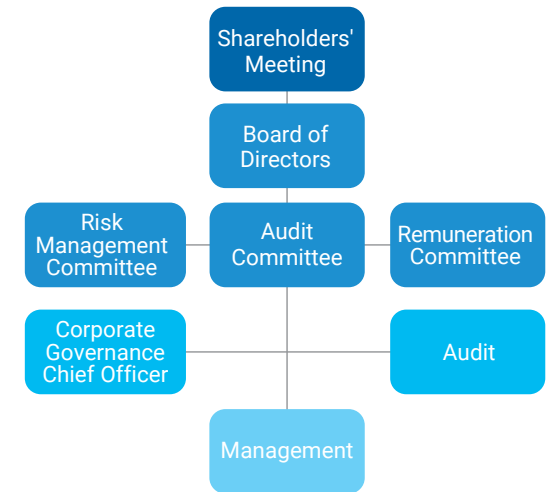 Shareholders'
Meeting
Board of
Directors
Risk
Management
Committee
Audit
Committee
Remuneration
Committee
Corporate
Governance
Chief Officer
Audit
Management